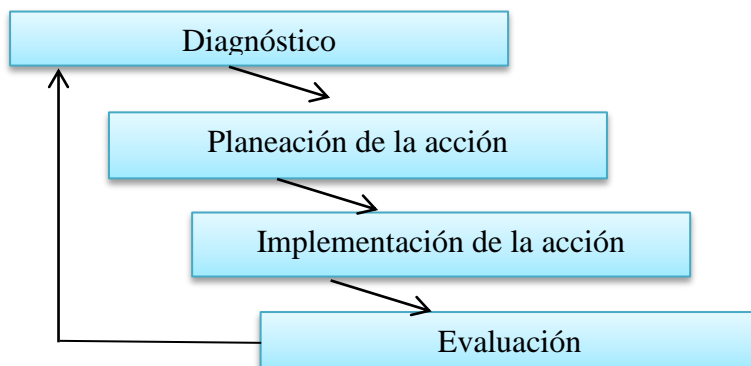 Diagnóstico
Planeación de la acción
Implementación de la acción
Evaluación